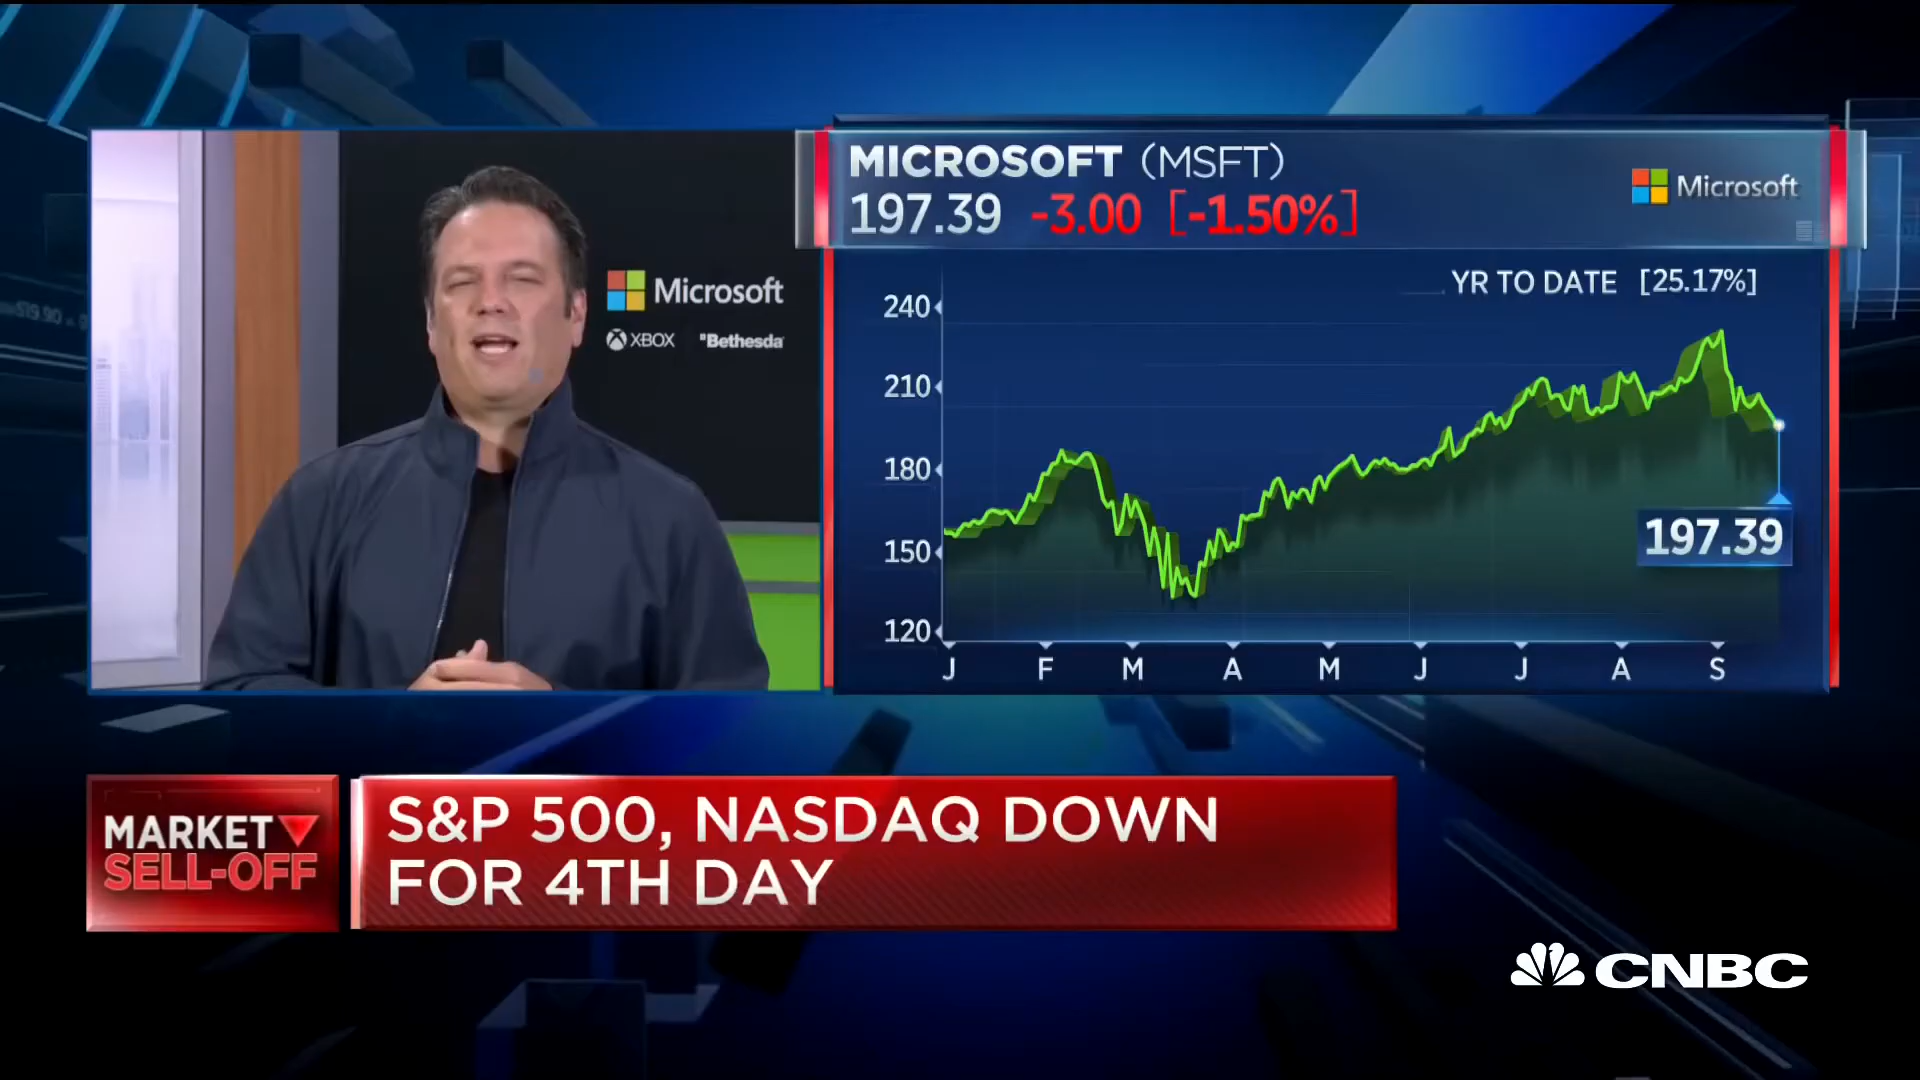 MICROSOFT (MSFT)
197.39 -3.00 [-1.50%]
Microsoft
Microsoft
XBOX Bethesda
YR TO DATE [25.17%]
240
210
180
150
120
197.39
J F M A M J J A S
MARKET
SELL-OFF
S&P 500, NASDAQ DOWN
FOR 4TH DAY
CNBC